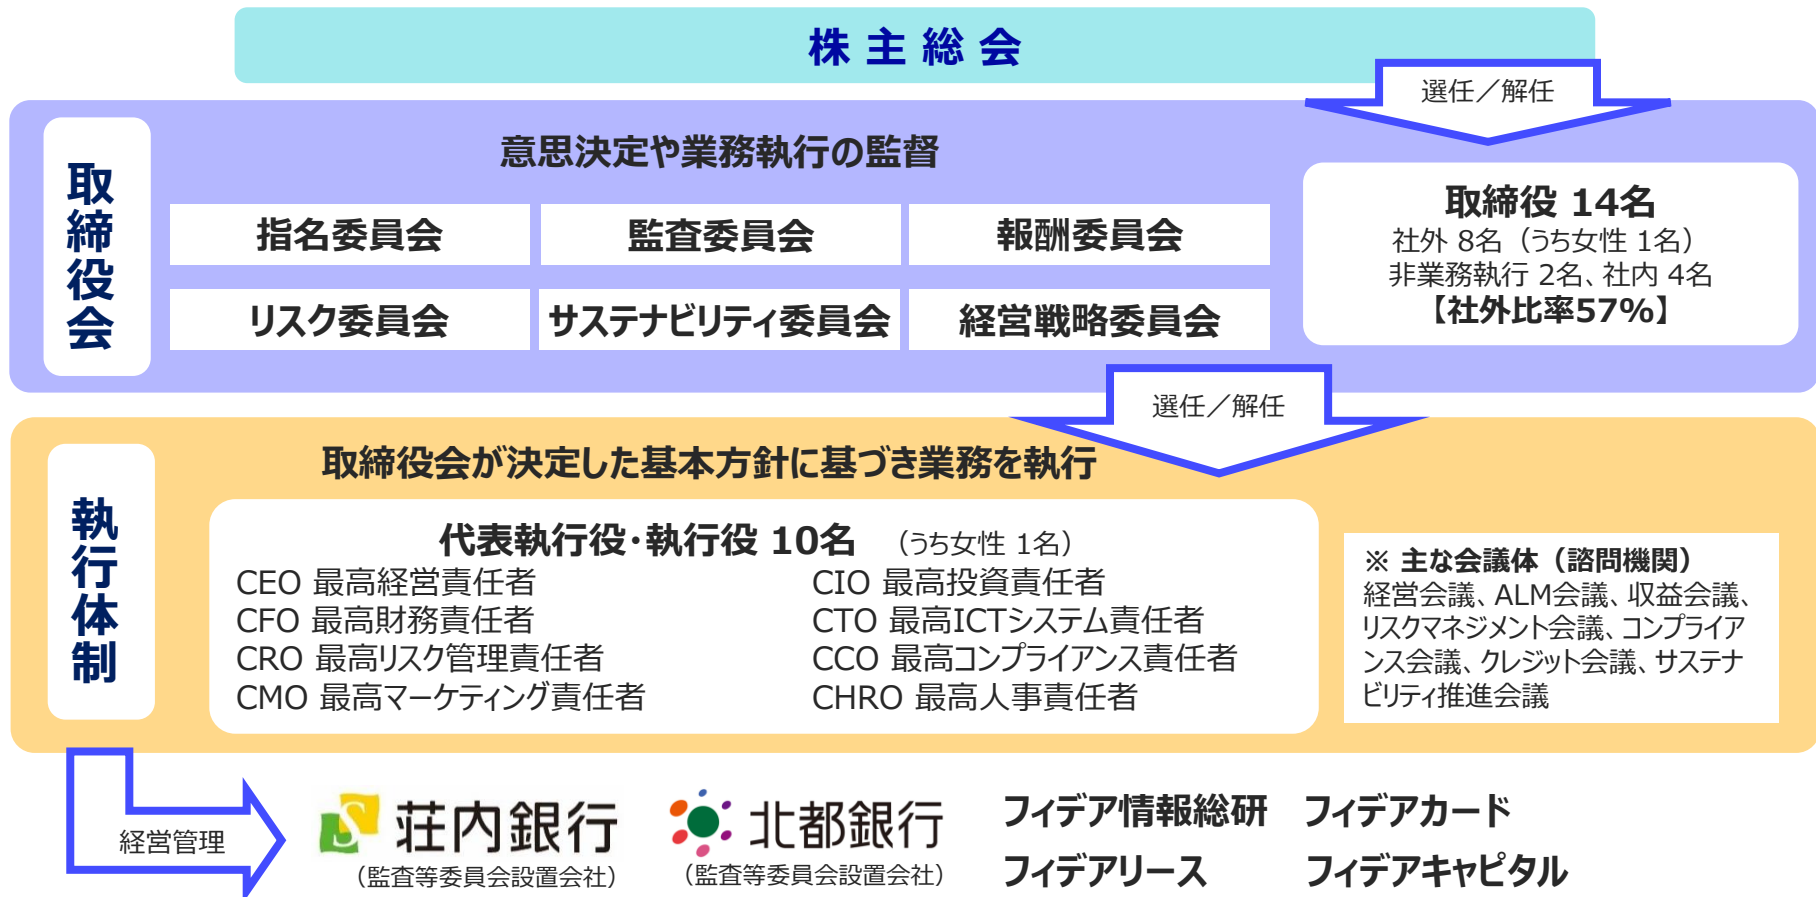 株主総会
選任／解任
取締役会
意思決定や業務執行の監督
指名委員会
監査委員会
報酬委員会
リスク委員会
サステナビリティ委員会
経営戦略委員会
取締役 14名
社外 8名（うち女性 1名）
非業務執行 2名、社内 4名
【社外比率57%】
選任／解任
執行体制
取締役会が決定した基本方針に基づき業務を執行
代表執行役・執行役 10名 （うち女性 1名）
CEO 最高経営責任者
CFO 最高財務責任者
CRO 最高リスク管理責任者
CMO 最高マーケティング責任者
CIO 最高投資責任者
CTO 最高ICTシステム責任者
CCO 最高コンプライアンス責任者
CHRO 最高人事責任者
※ 主な会議体（諮問機関）
経営会議、ALM会議、収益会議、
リスクマネジメント会議、コンプライア
ンス会議、クレジット会議、サステナ
ビリティ推進会議
経営管理
S 荘内銀行
（監査等委員会設置会社）
北都銀行
（監査等委員会設置会社）
フィデア情報総研
フィデアカード
フィデアリース
フィデアキャピタル